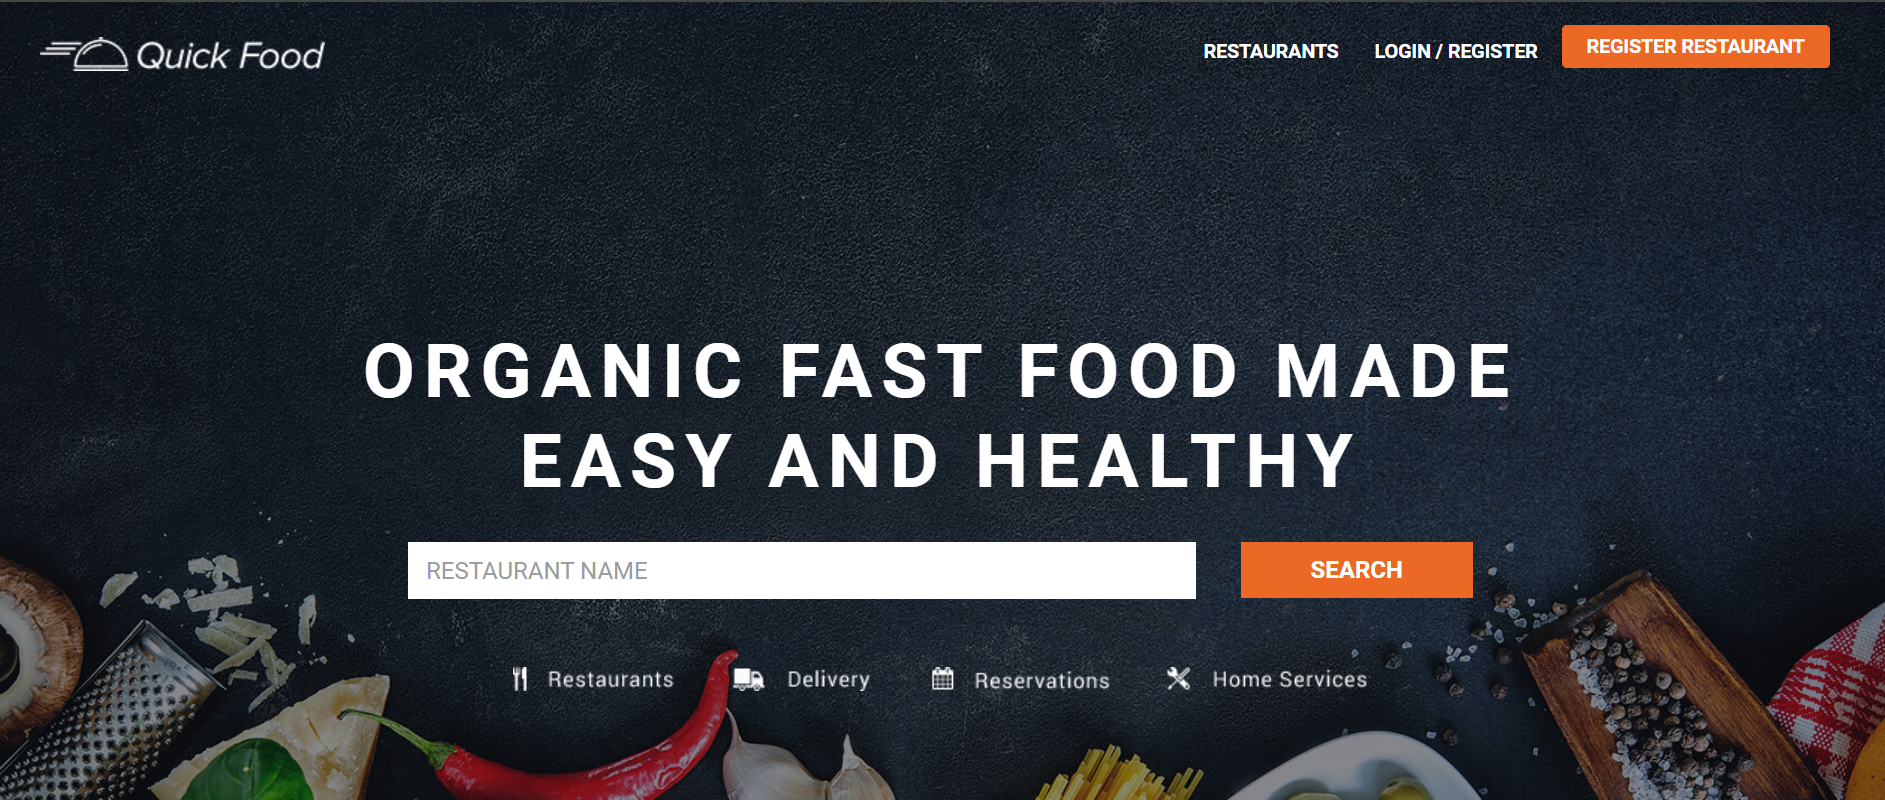 Quick Food
RESTAURANTS
LOGIN / REGISTER
REGISTER RESTAURANT
ORGANIC FAST FOOD MADE
EASY AND HEALTHY
RESTAURANT NAME
SEARCH
Restaurants
Delivery
Reservations
Home Services